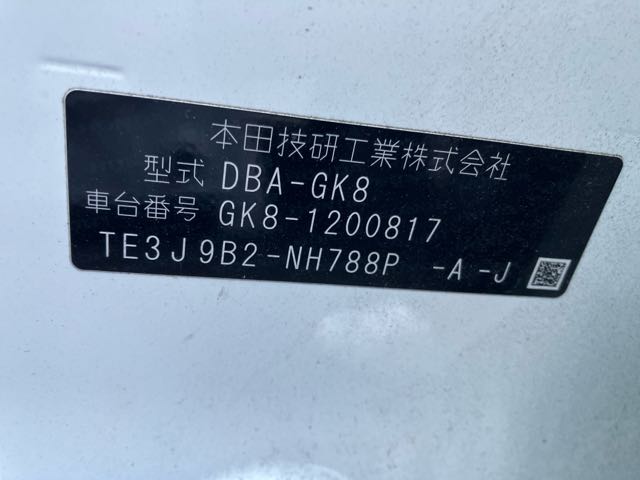 本田技研工業株式会社
型式 DBA-GK8
車台番号 GK8-1200817
TE3J9B2-NH788P -A -J